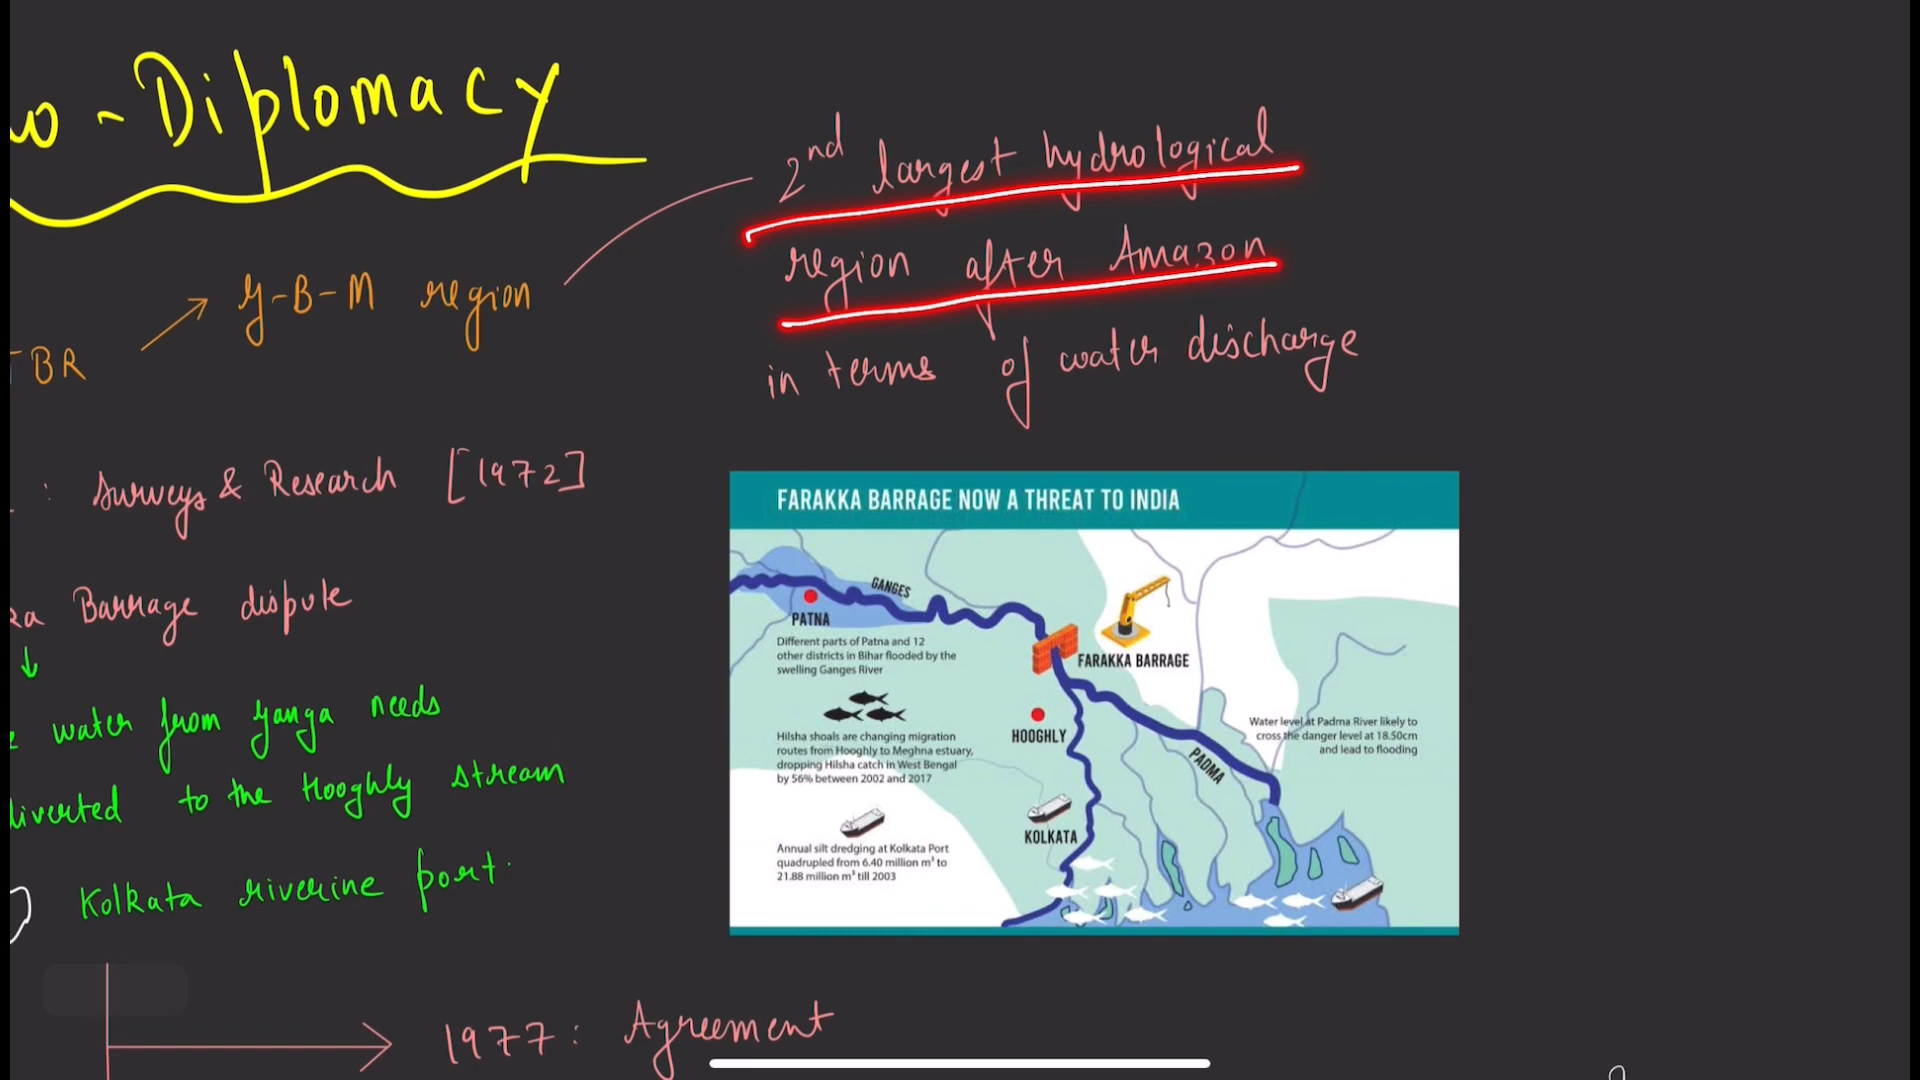 o-Diplomacy
2nd largest hydrological
region after Amazon
in terms of water discharge
G-B-M region
TBR
: Surveys & Research [1972]
ka Barrage dispute
water from Ganga needs
diverted to the Hooghly stream
Kolkata riverine port.
1977: Agreement
FARAKKA BARRAGE NOW A THREAT TO INDIA
GANGES
PATNA
Different parts of Patna and 12
other districts in Bihar flooded by the
swelling Ganges River
FARAKKA BARRAGE
Hilsha shoals are changing migration
routes from Hooghly to Meghna estuary,
dropping Hilsha catch in West Bengal
by 56% between 2002 and 2017
HOOGHLY
PADMA
Water level at Padma River likely to
cross the danger level at 18.50cm
and lead to flooding
KOLKATA
Annual silt dredging at Kolkata Port
quadrupled from 6.40 million m³ to
21.88 million m³ till 2003